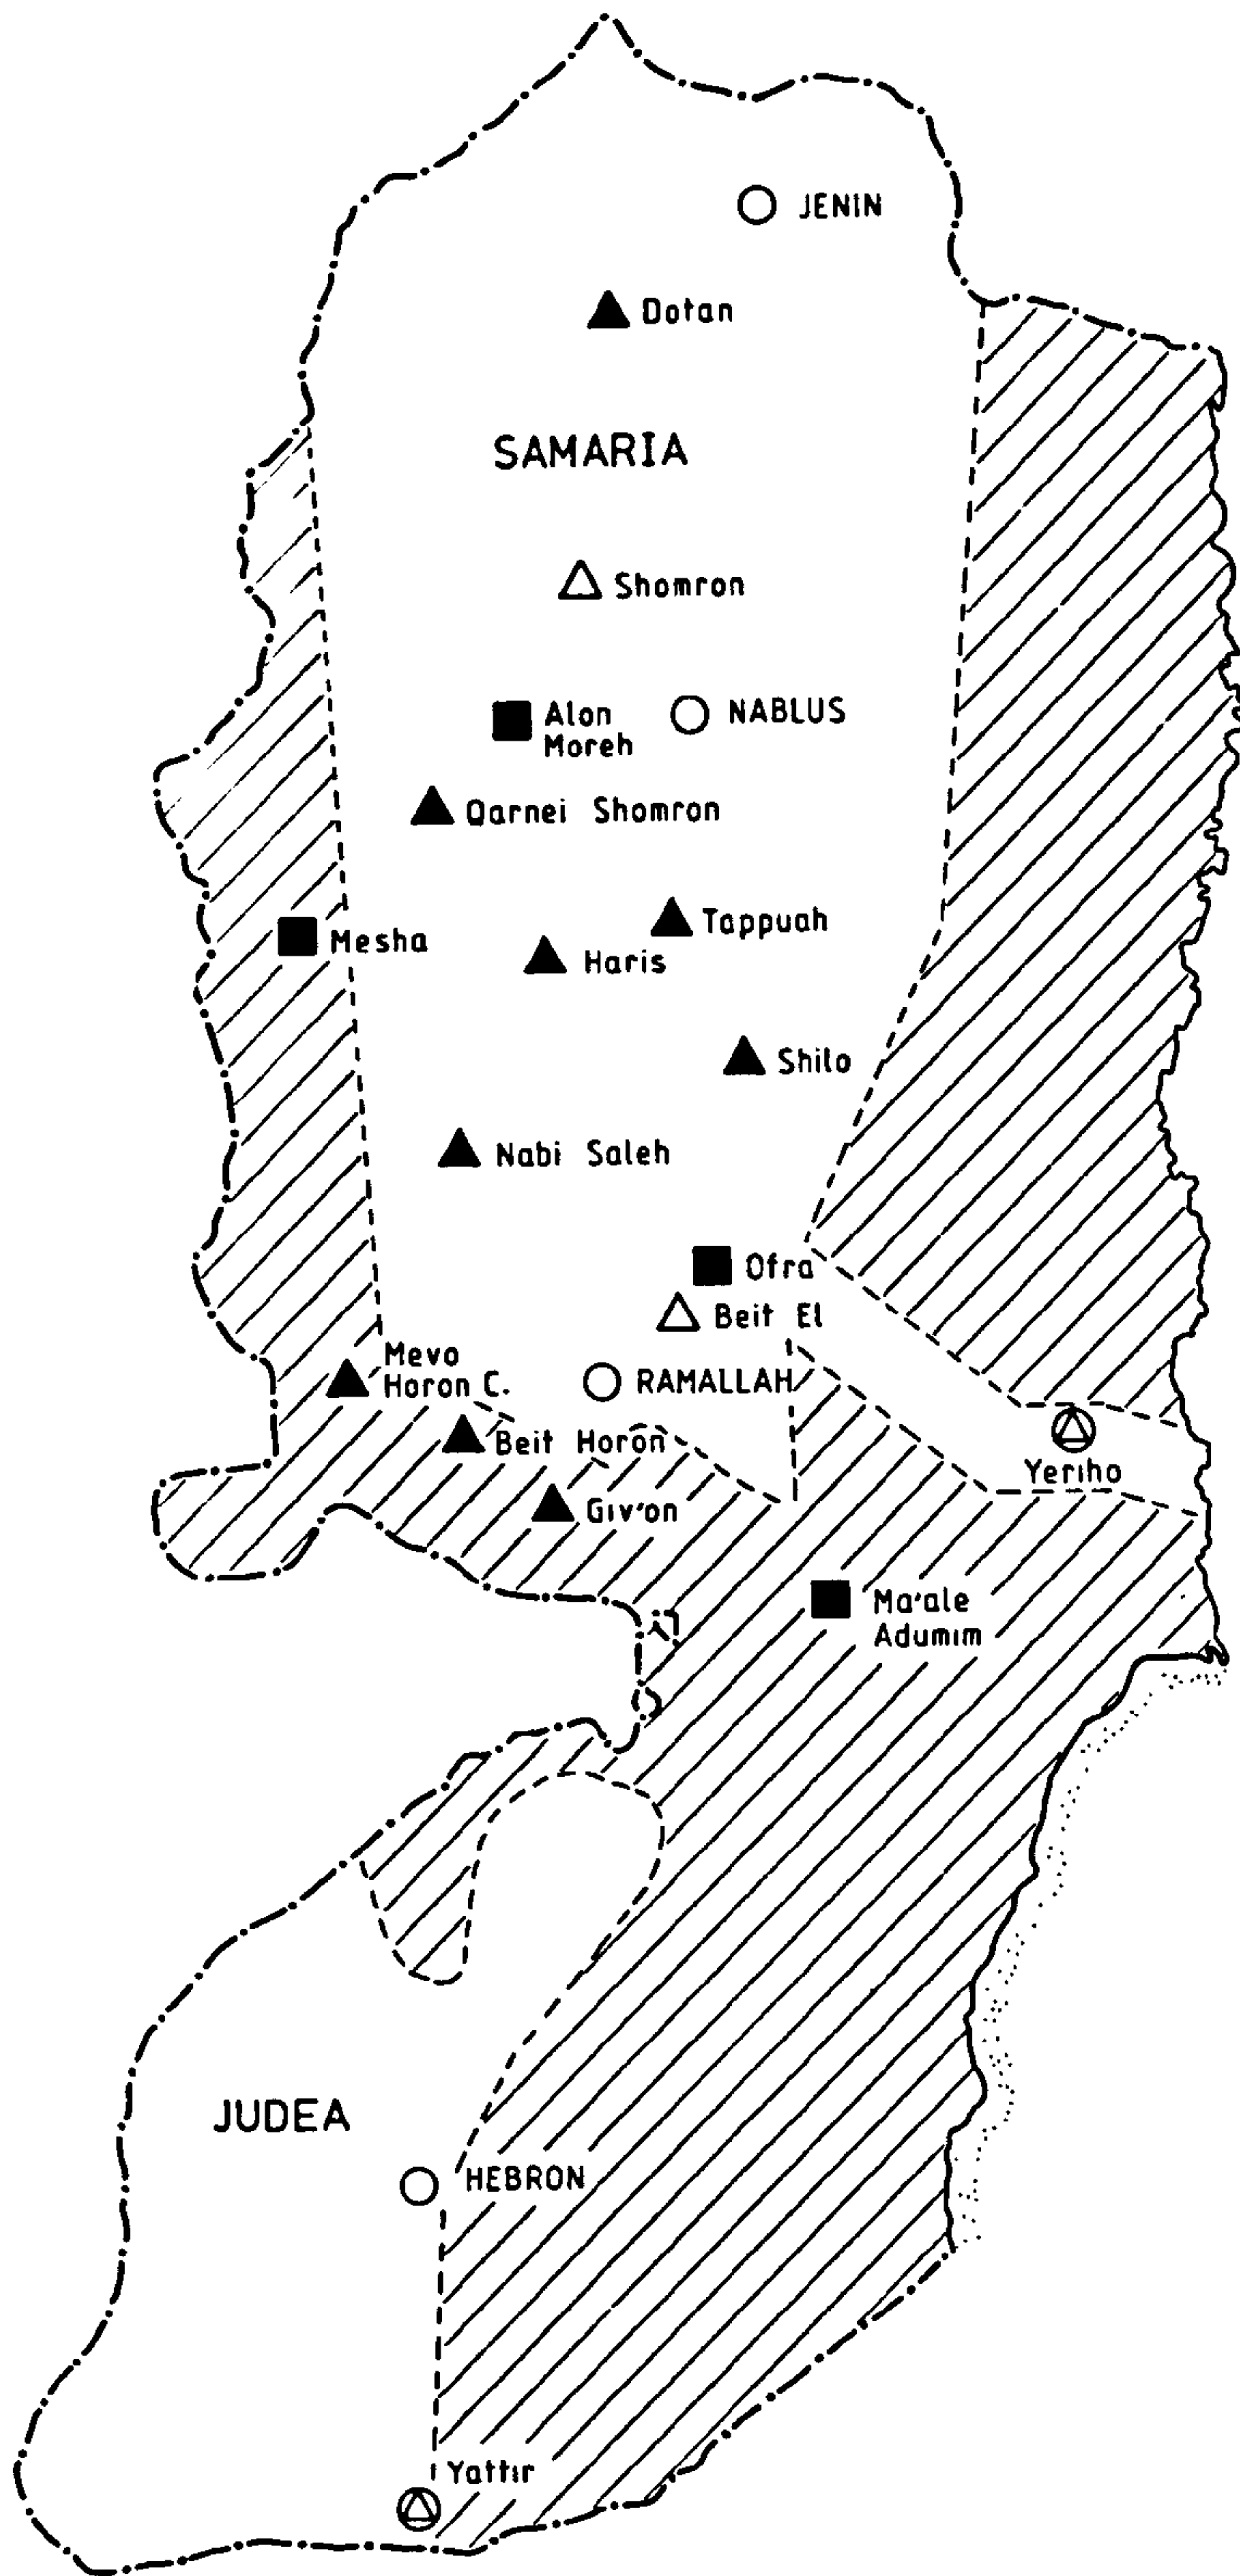 JENIN
Dotan
SAMARIA
Shomron
Alon
Moreh
NABLUS
Qarnei Shomron
Tappuah
Mesha
Haris
Shilo
Nabi Saleh
Ofra
Beit El
Mevo
Horon C.
RAMALLAH
Beit Horon
Yeriho
Giv'on
Ma'ale
Adumim
JUDEA
HEBRON
Yattir